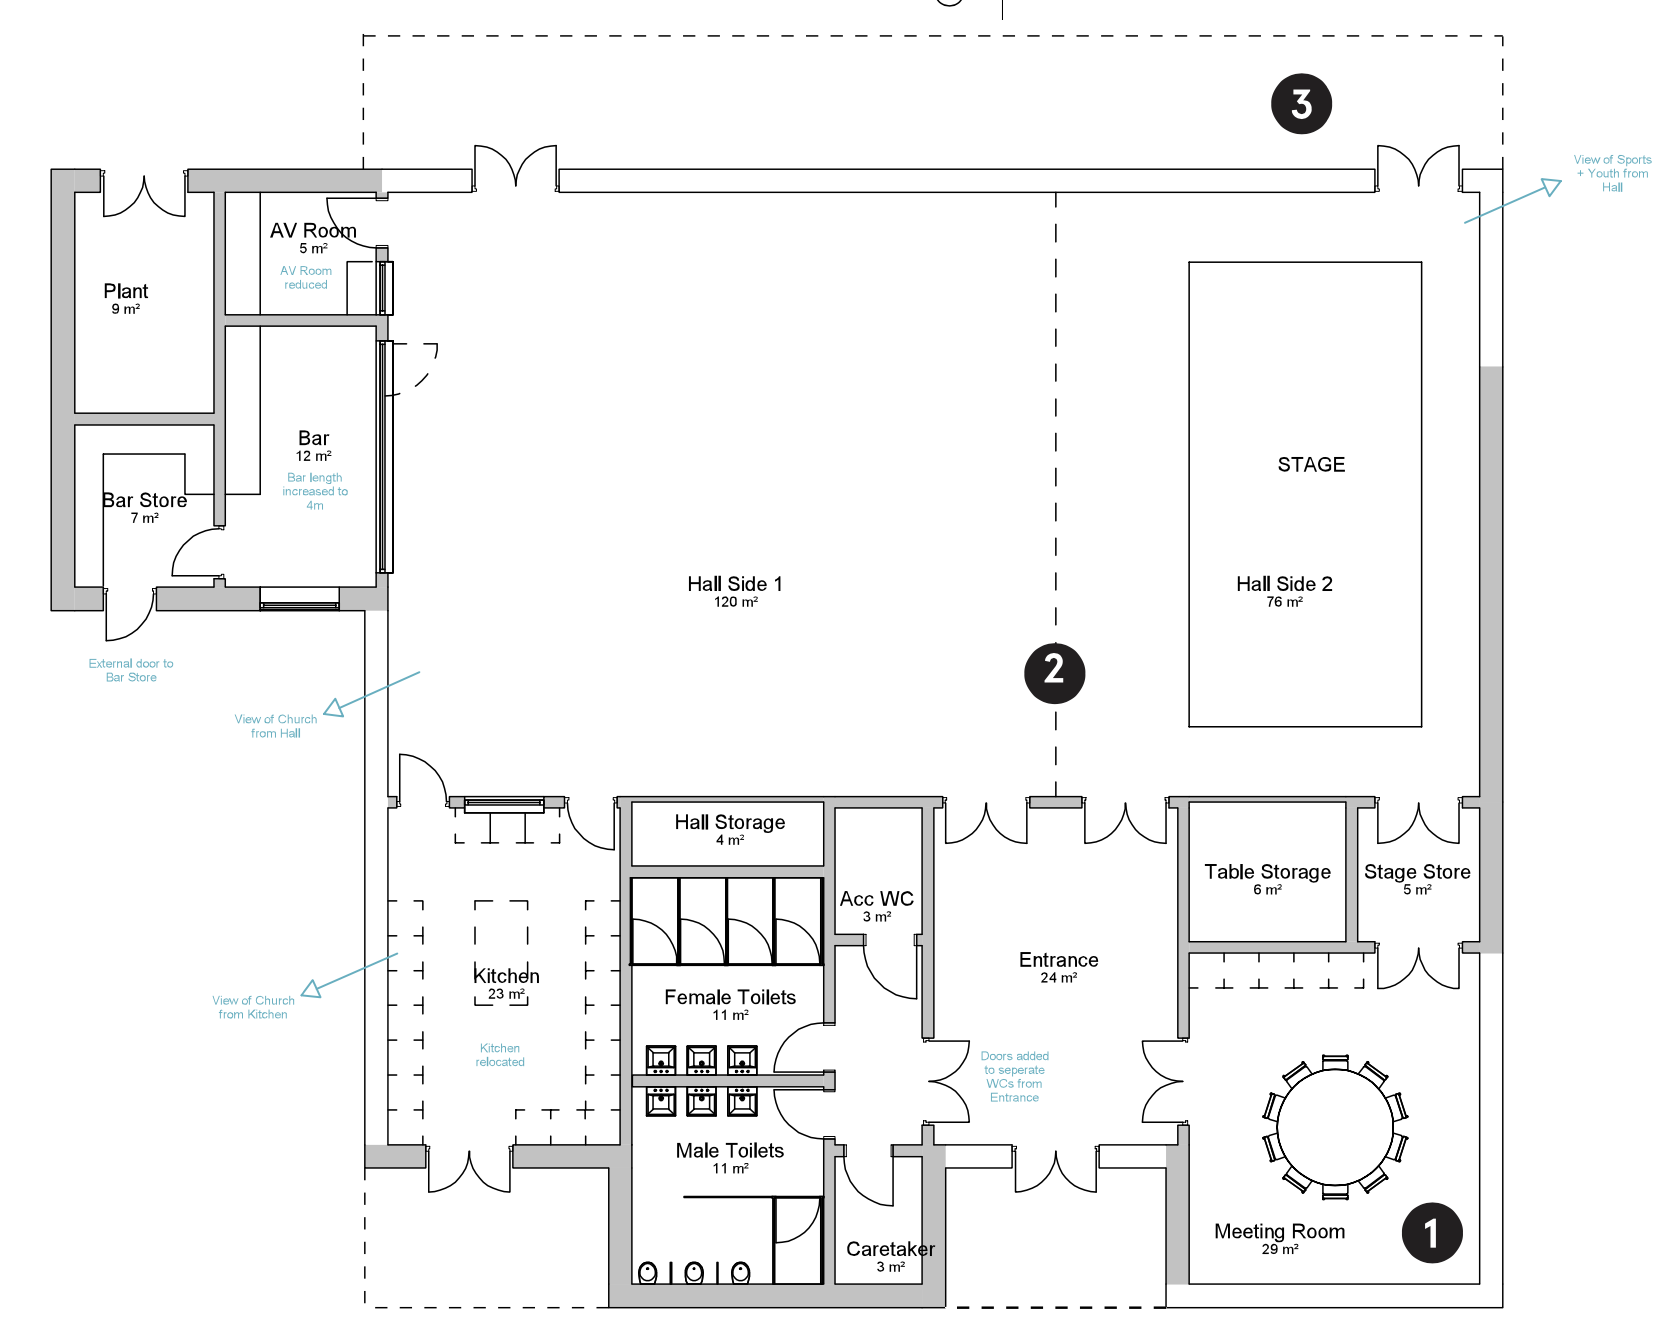 3
View of Sports
+ Youth from
Hall
AV Room
5 m²
AV Room
reduced
Plant
9 m²
Bar
12 m²
Bar length
increased to
4m
Bar Store
7 m²
STAGE
Hall Side 1
120 m²
Hall Side 2
76 m²
External door to
Bar Store
2
View of Church
from Hall
Hall Storage
4 m²
Table Storage
6 m²
Stage Store
5 m²
Acc WC
3 m²
Entrance
24 m²
Kitchen
23 m²
View of Church
from Kitchen
Female Toilets
11 m²
Kitchen
relocated
Doors added
to seperate
WCs from
Entrance
Male Toilets
11 m²
Meeting Room
29 m²
1
Caretaker
3 m²